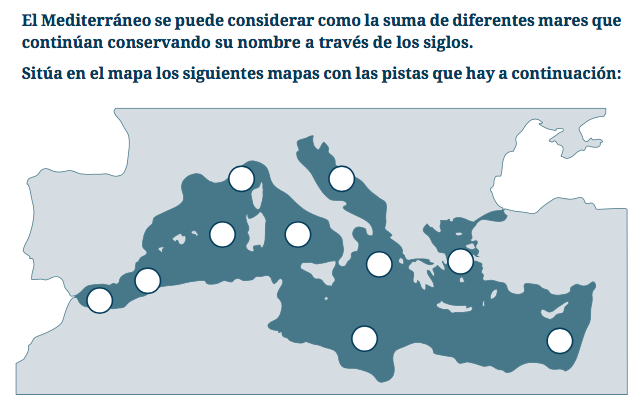 El Mediterráneo se puede considerar como la suma de diferentes mares que
continúan conservando su nombre a través de los siglos.
Sitúa en el mapa los siguientes mapas con las pistas que hay a continuación: